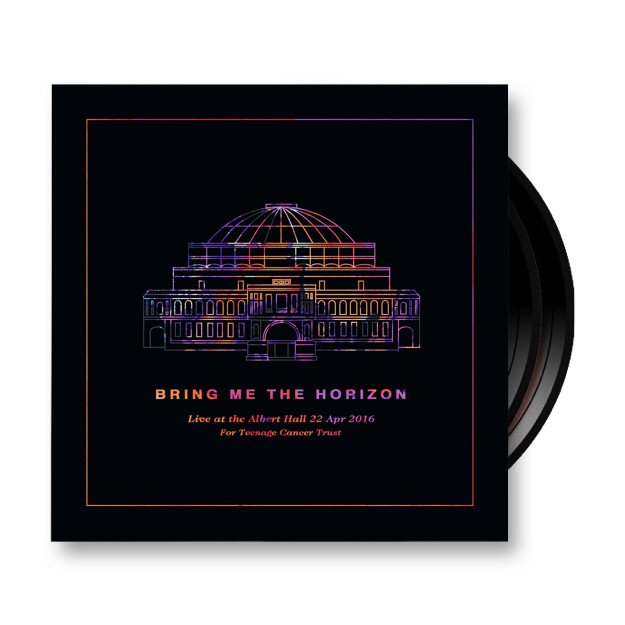 BRING ME THE HORIZON
Live at the Albert Hall 22 Apr 2016
For Teenage Cancer Trust